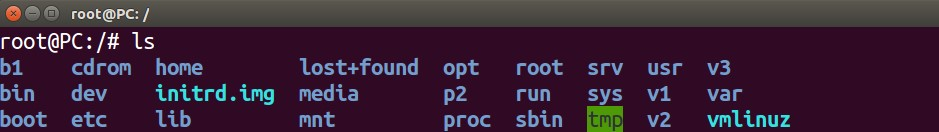 root@PC: /
root@PC:/# ls
b1 cdrom home lost+found opt root srv usr v3
bin dev initrd.img media p2 run sys v1 var
boot etc lib mnt proc sbin tmp v2 vmlinuz